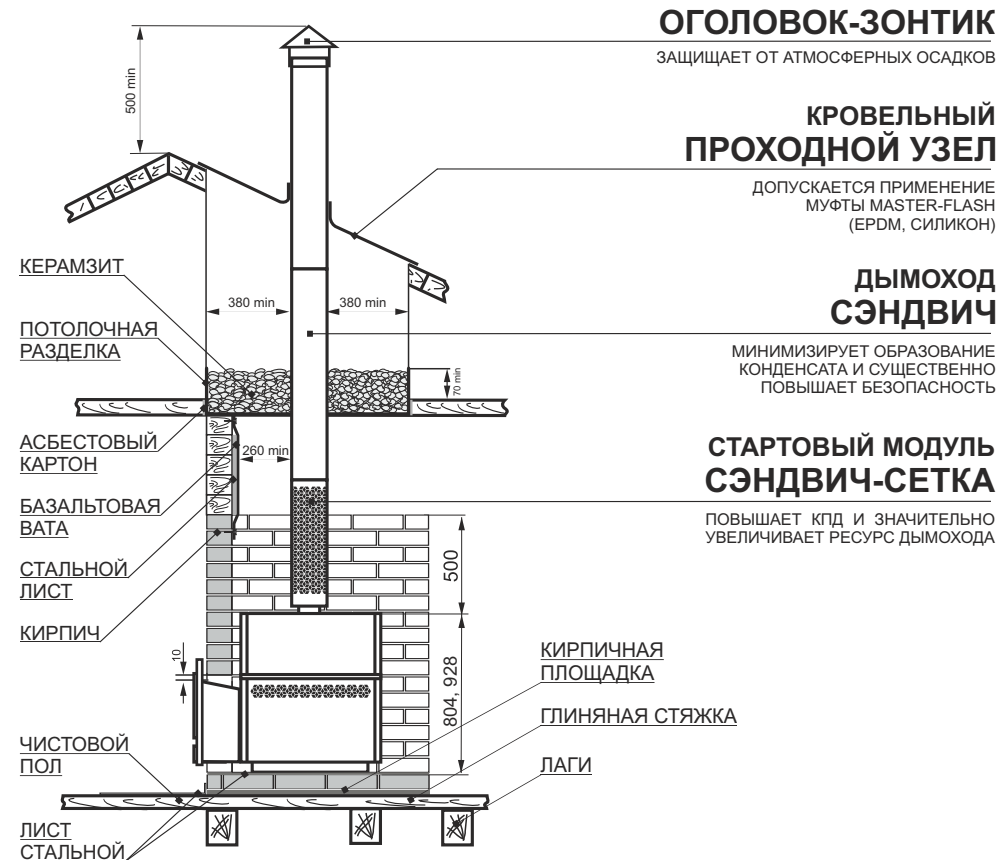 ОГОЛОВОК-ЗОНТИК
ЗАЩИЩАЕТ ОТ АТМОСФЕРНЫХ ОСАДКОВ
500 min
КРОВЕЛЬНЫЙ
ПРОХОДНОЙ УЗЕЛ
ДОПУСКАЕТСЯ ПРИМЕНЕНИЕ
МУФТЫ MASTER-FLASH
(EPDM, СИЛИКОН)
КЕРАМЗИТ
380 min
380 min
ДЫМОХОД
СЭНДВИЧ
МИНИМИЗИРУЕТ ОБРАЗОВАНИЕ
КОНДЕНСАТА И СУЩЕСТВЕННО
ПОВЫШАЕТ БЕЗОПАСНОСТЬ
ПОТОЛОЧНАЯ
РАЗДЕЛКА
70 min
АСБЕСТОВЫЙ
КАРТОН
260 min
СТАРТОВЫЙ МОДУЛЬ
СЭНДВИЧ-СЕТКА
ПОВЫШАЕТ КПД И ЗНАЧИТЕЛЬНО
УВЕЛИЧИВАЕТ РЕСУРС ДЫМОХОДА
БАЗАЛЬТОВАЯ
ВАТА
СТАЛЬНОЙ
ЛИСТ
500
КИРПИЧ
10
804, 928
КИРПИЧНАЯ
ПЛОЩАДКА
ГЛИНЯНАЯ СТЯЖКА
ЧИСТОВОЙ
ПОЛ
ЛАГИ
ЛИСТ
СТАЛЬНОЙ